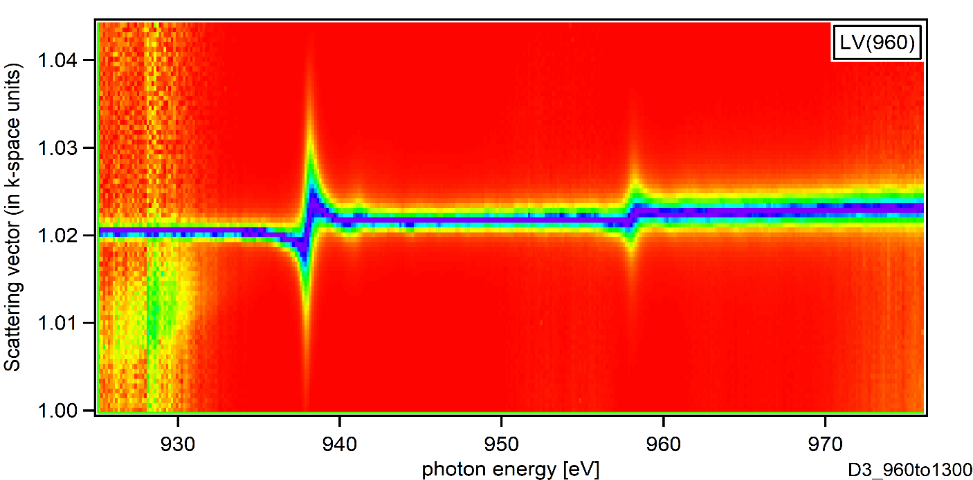 LV(960)
Scattering vector (in k-space units)
1.04
1.03
1.02
1.01
1.00
930 940 950 960 970
photon energy [eV]
D3_960to1300